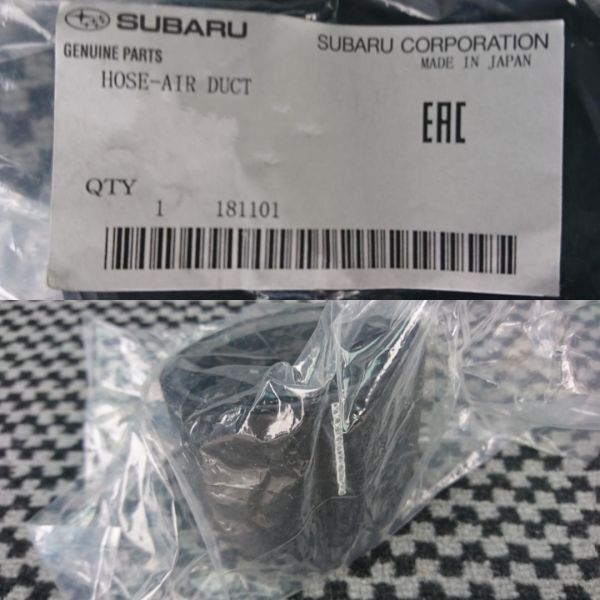 SUBARU
SUBARU CORPORATION
GENUINE PARTS
MADE IN JAPAN
HOSE-AIR DUCT
EAC
QTY
1 181101